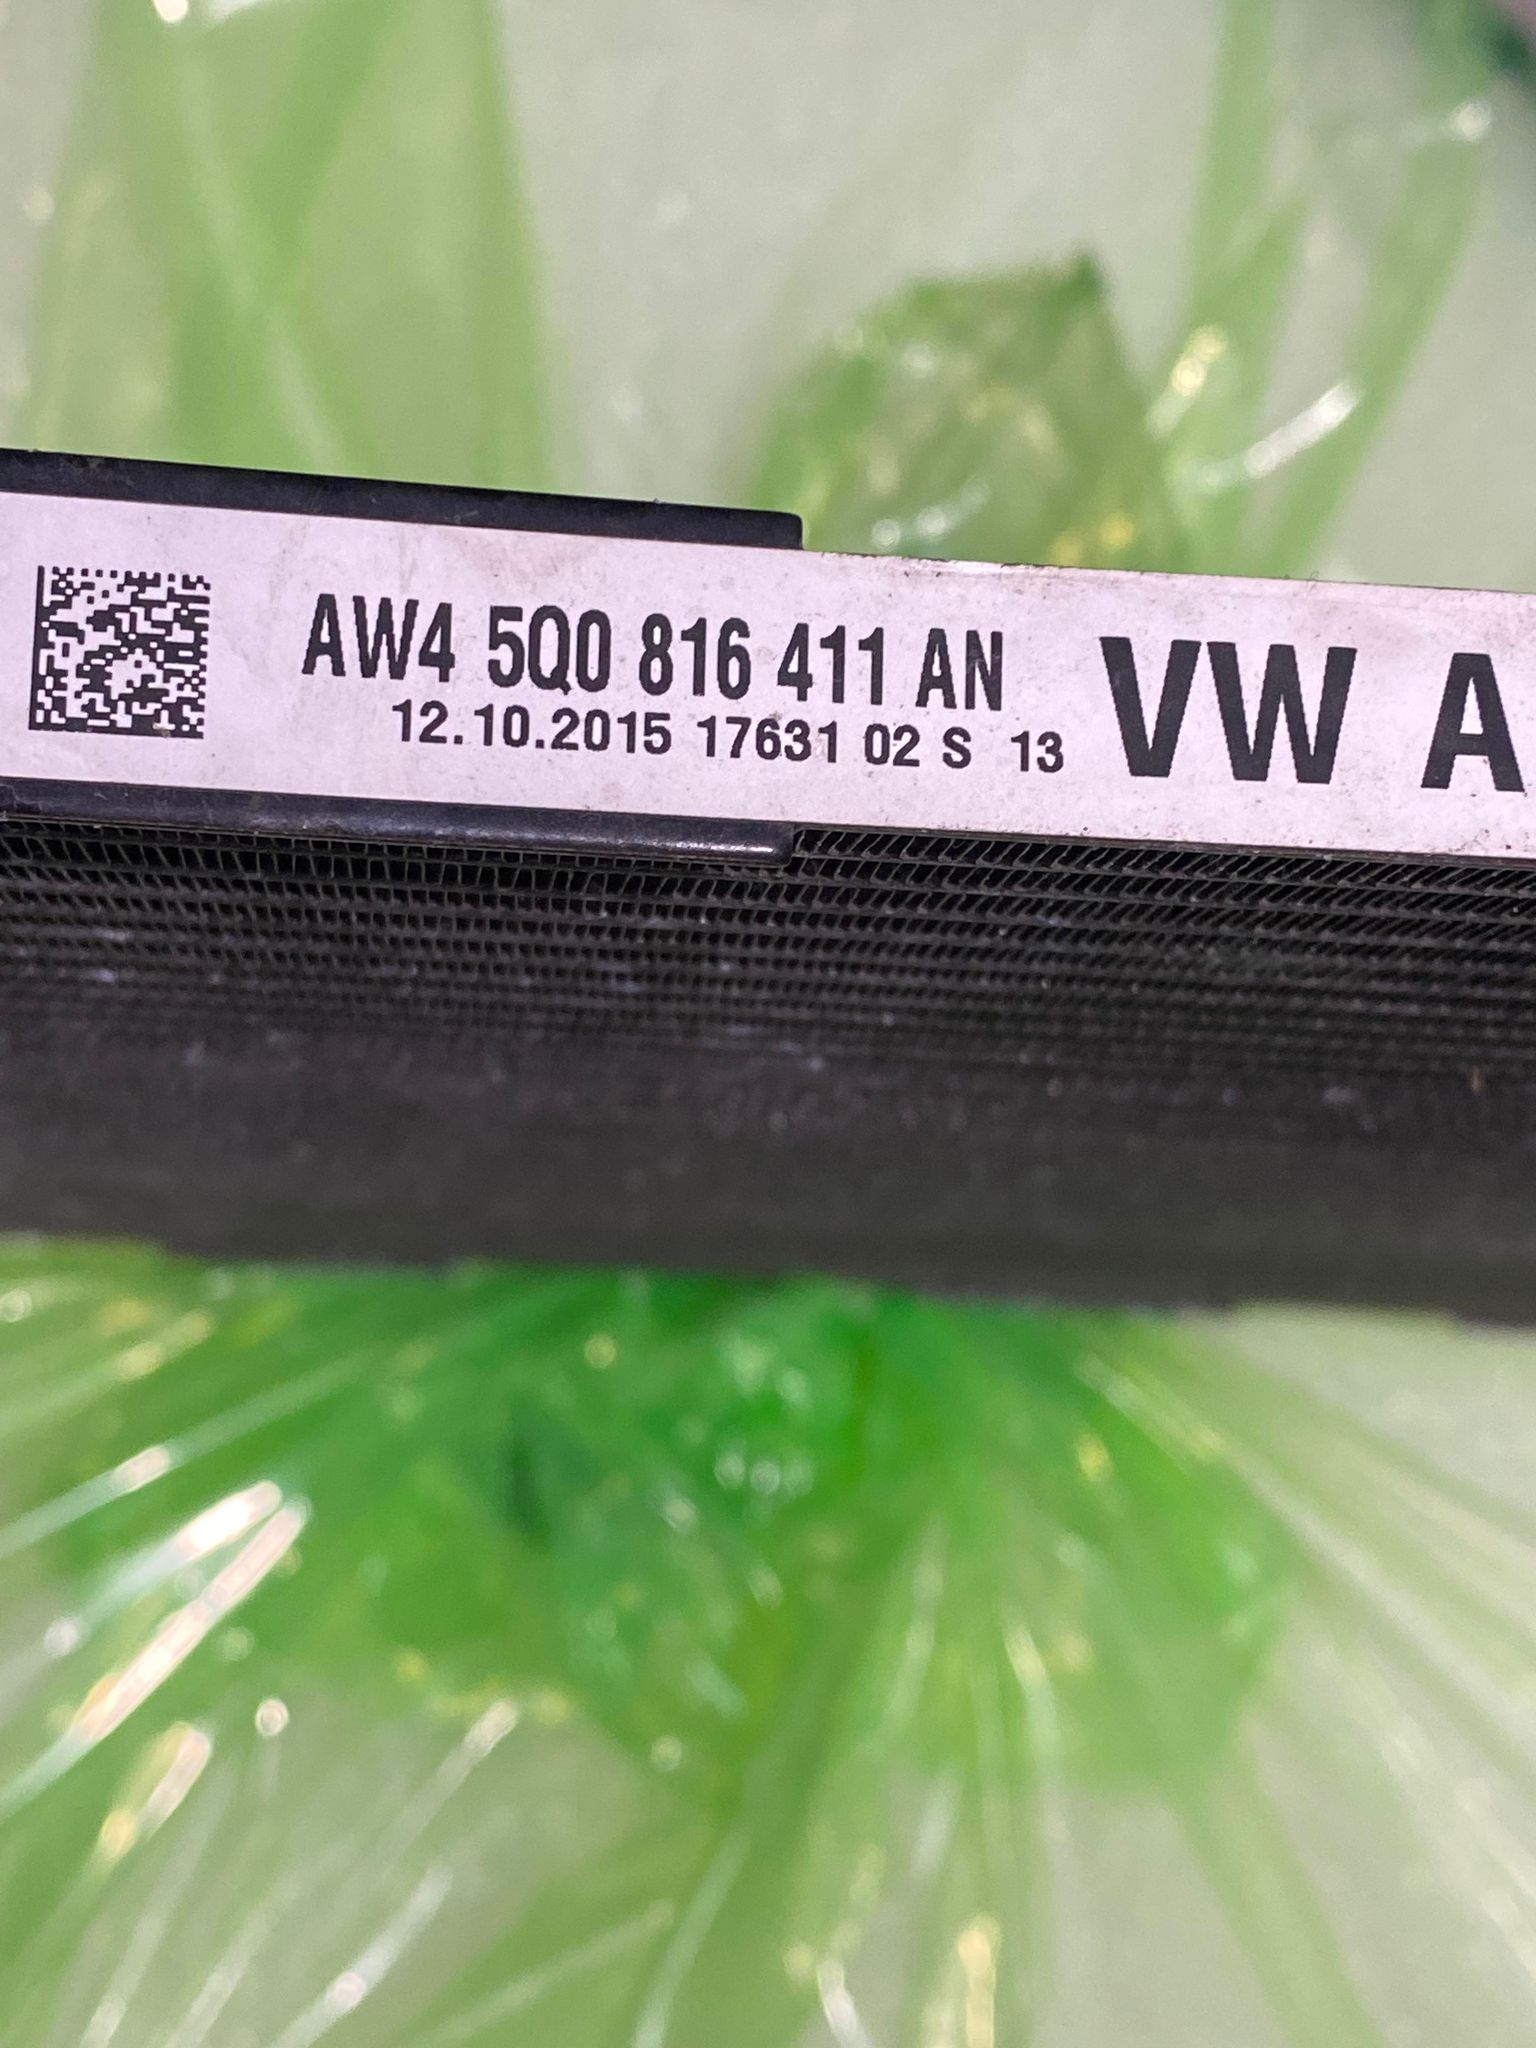 AW4 5Q0 816 411 AN VW A
12.10.2015 17631 02 S 13